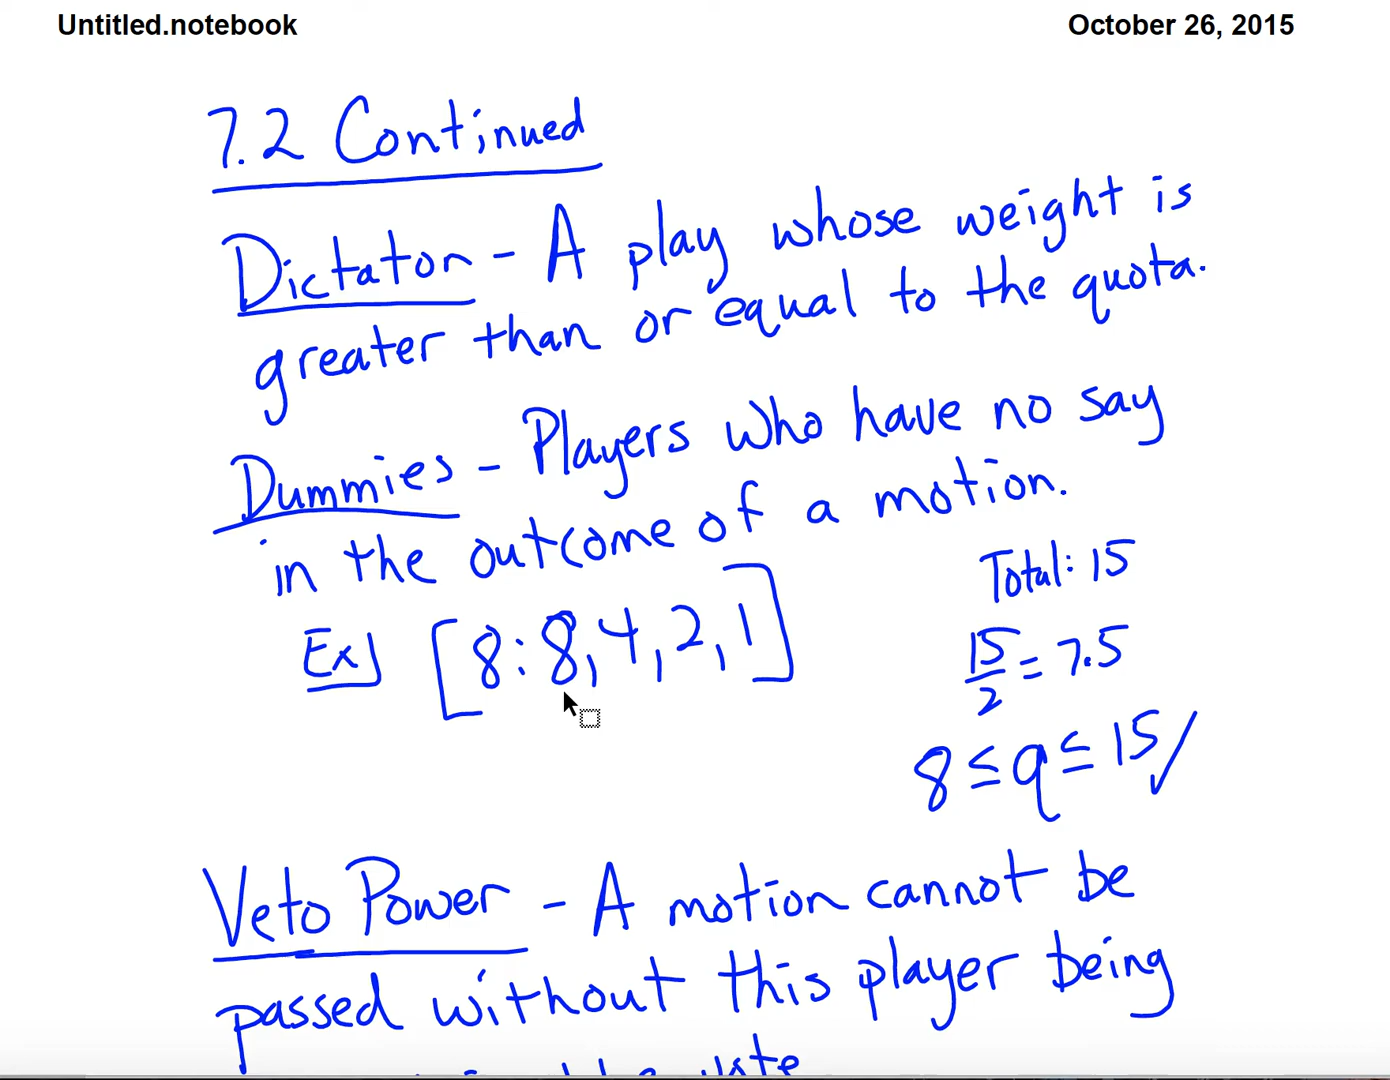 Untitled.notebook
October 26, 2015
7.2 Continued
Dictator - A play whose weight is
greater than or equal to the quota.
Dummies - Players who have no say
in the outcome of a motion.
Total: 15
Ex] [8: 8, 4, 2, 1]
15/2 = 7.5
8 ≤ q ≤ 15 ✓
Veto Power - A motion cannot be
passed without this player being